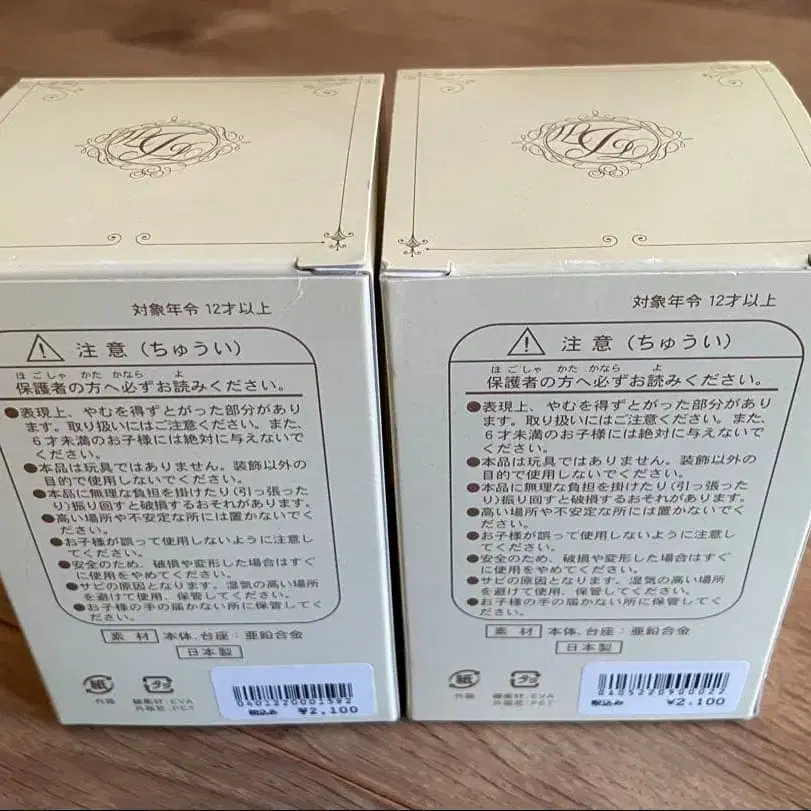 対象年令 12才以上
注意（ちゅうい）
ほごしゃ かた かなら よ
保護者の方へ必ずお読みください。
●表現上、やむを得ずとがった部分があり
ます。取り扱いにはご注意ください。また、
6才未満のお子様には絶対に与えないで
ください。
●本品は玩具ではありません。装飾以外の
目的で使用しないでください。
●本品に無理な負担を掛けたり（引っ張った
り）振り回すと破損するおそれがあります。
●高い場所や不安定な所には置かないでく
ださい。
●お子様が誤って使用しないように注意し
てください。
●安全のため、破損や変形した場合はすぐ
に使用をやめてください。
●サビの原因となります。湿気の高い場所
を避けて使用、保管してください。
●お子様の手の届かない所に保管してく
ださい。
素材 本体、台座：亜鉛合金
日本製
紙
外箱
プラ
緩衝材：EVA
外箱窓：PET
0401220001392
税込み ¥2,100
対象年令 12才以上
注意（ちゅうい）
ほごしゃ かた かなら よ
保護者の方へ必ずお読みください。
●表現上、やむを得ずとがった部分があり
ます。取り扱いにはご注意ください。また、
6才未満のお子様には絶対に与えないで
ください。
●本品は玩具ではありません。装飾以外の
目的で使用しないでください。
●本品に無理な負担を掛けたり（引っ張った
り）振り回すと破損するおそれがあります。
●高い場所や不安定な所には置かないでく
ださい。
●お子様が誤って使用しないように注意し
てください。
●安全のため、破損や変形した場合はすぐ
に使用をやめてください。
●サビの原因となります。湿気の高い場所
を避けて使用、保管してください。
●お子様の手の届かない所に保管してく
ださい。
素材 本体、台座：亜鉛合金
日本製
紙
外箱
プラ
緩衝材：EVA
外箱窓：PET
0405220900022
税込み ¥2,100